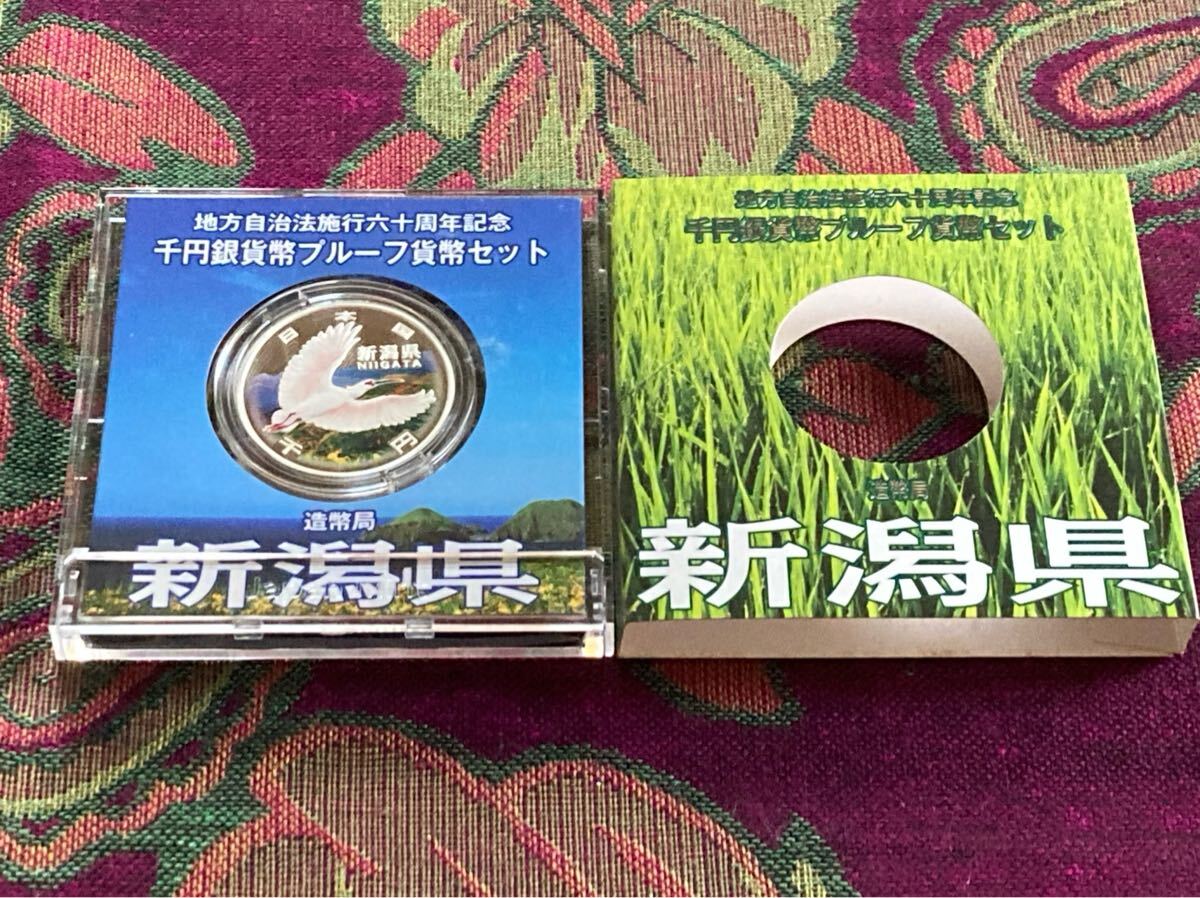 地方自治法施行六十周年記念
千円銀貨幣プルーフ貨幣セット
日本国
新潟県
NIIGATA
千円
造幣局
新潟県
地方自治法施行六十周年記念
千円銀貨幣プルーフ貨幣セット
造幣局
新潟県